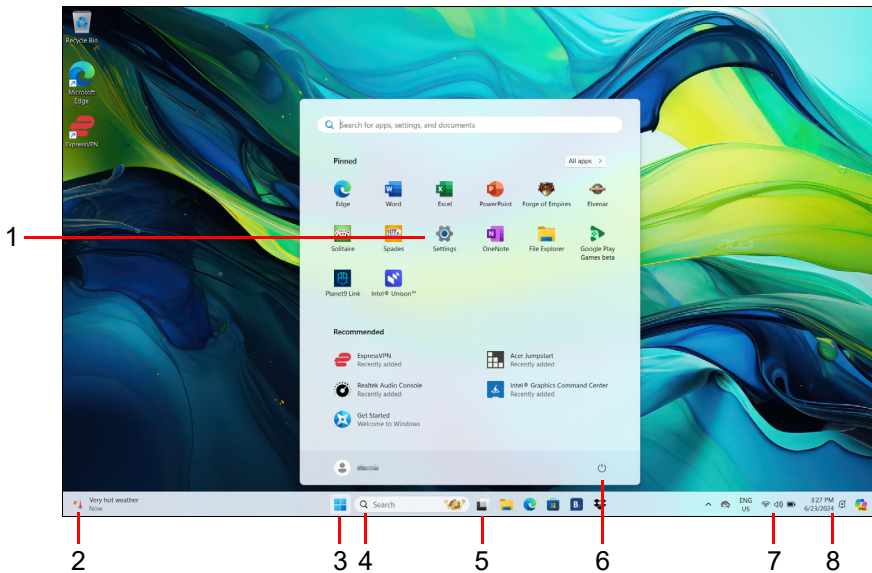 Recycle Bin
Microsoft
Edge
ExpressVPN
acer
Search for apps, settings, and documents
Pinned
All apps >
Edge
Word
Excel
PowerPoint
Forge of Empires
Elvenar
Solitaire
Spades
Settings
OneNote
File Explorer
Google Play
Games beta
Planet9 Link
Intel® Unison™
Recommended
ExpressVPN
Recently added
Acer Jumpstart
Recently added
Realtek Audio Console
Recently added
Intel® Graphics Command Center
Recently added
Get Started
Welcome to Windows
Very hot weather
Now
Search
B
ENG
US
3:27 PM
6/23/2024
PRE
1
2
3
4
5
6
7
8